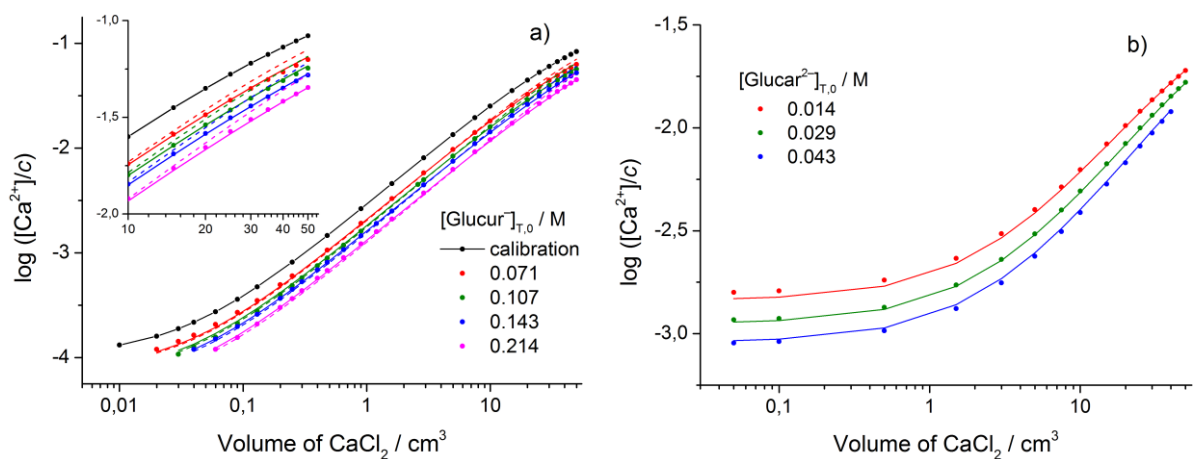 a)
-1,0
-1,5
-2,0
10 20 30 40 50
-1
-2
-3
-4
log ([Ca²⁺]/c)
[Glucur⁻]T,0 / M
calibration
0.071
0.107
0.143
0.214
0,01 0,1 1 10
Volume of CaCl₂ / cm³
b)
-1,5
-2,0
-2,5
-3,0
log ([Ca²⁺]/c)
[Glucar²⁻]T,0 / M
0.014
0.029
0.043
0,1 1 10
Volume of CaCl₂ / cm³